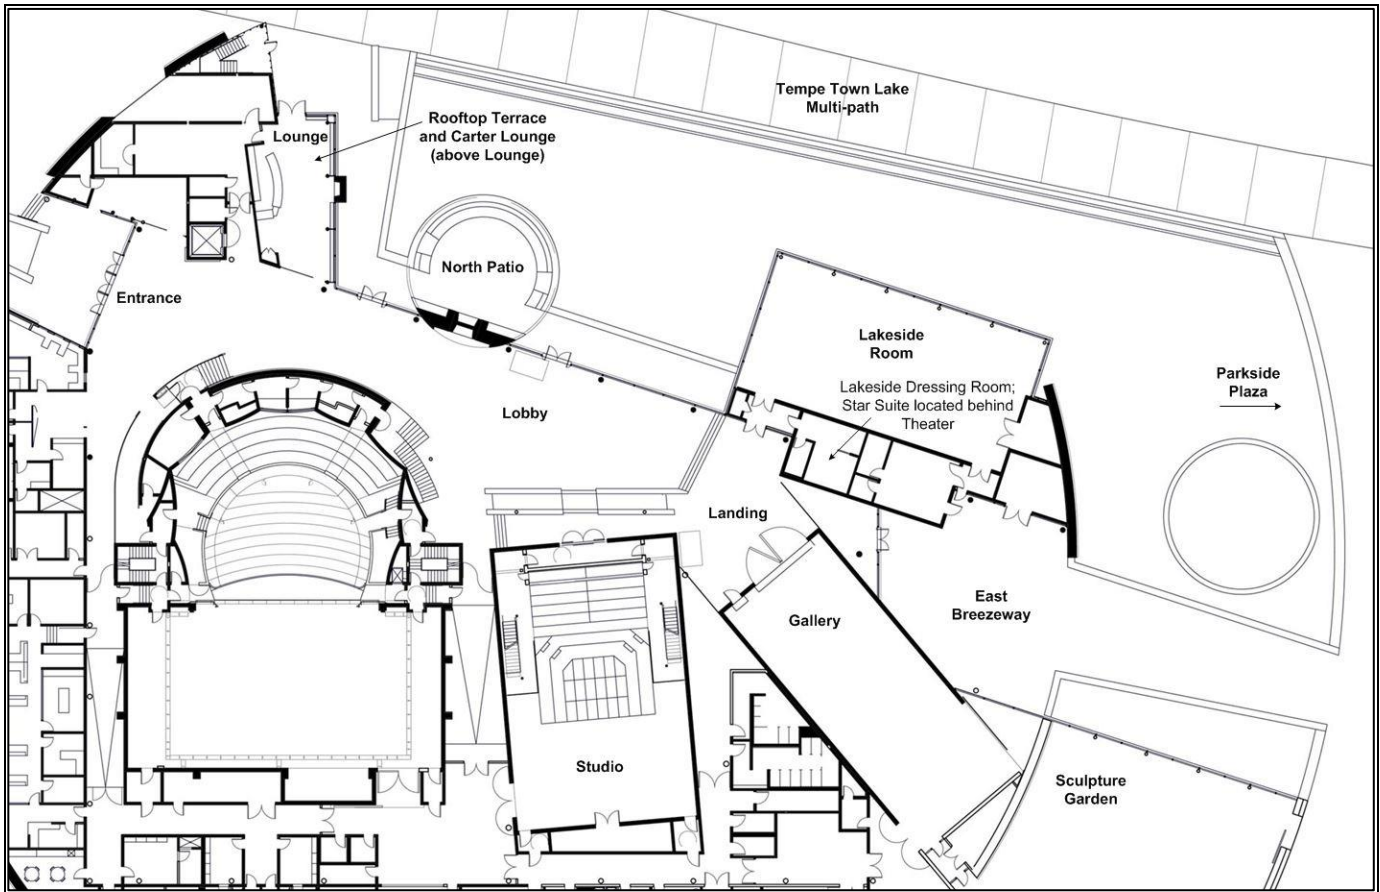 Tempe Town Lake
Multi-path
Rooftop Terrace
and Carter Lounge
(above Lounge)
Lounge
North Patio
Entrance
Lakeside
Room
Parkside
Plaza
Lakeside Dressing Room;
Star Suite located behind
Theater
Lobby
Landing
East
Breezeway
Gallery
Studio
Sculpture
Garden